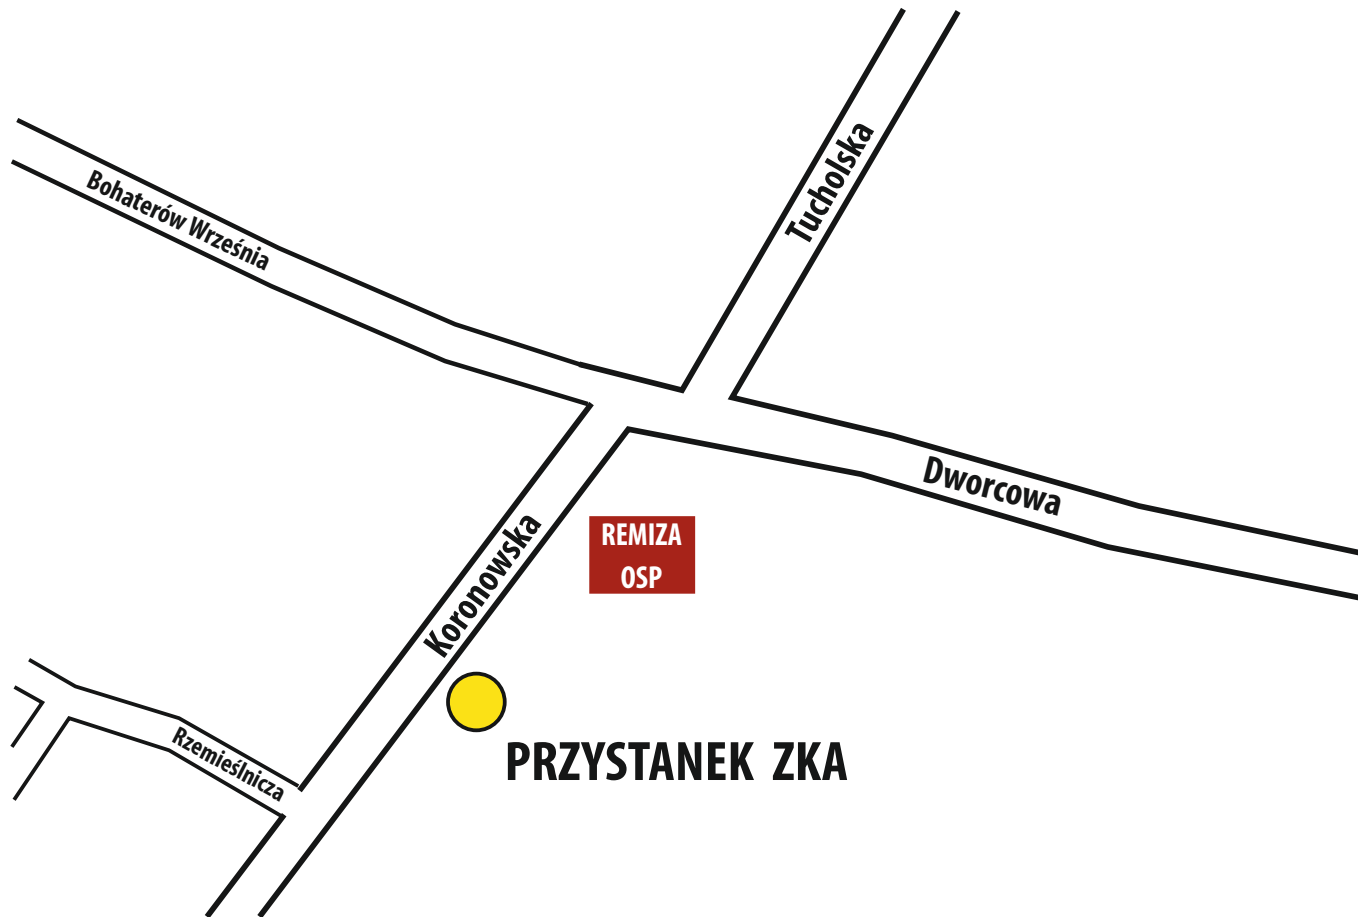 Tucholska
Bohaterów Września
Dworcowa
REMIZA
OSP
Koronowska
PRZYSTANEK ZKA
Rzemieślnicza